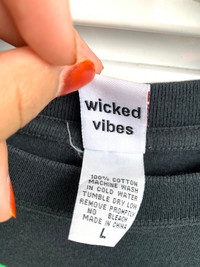 wicked
vibes
100% COTTON
MACHINE WASH
IN COLD WATER
TUMBLE DRY LOW
REMOVE PROMPTLY
NO BLEACH
MADE IN CHINA
L